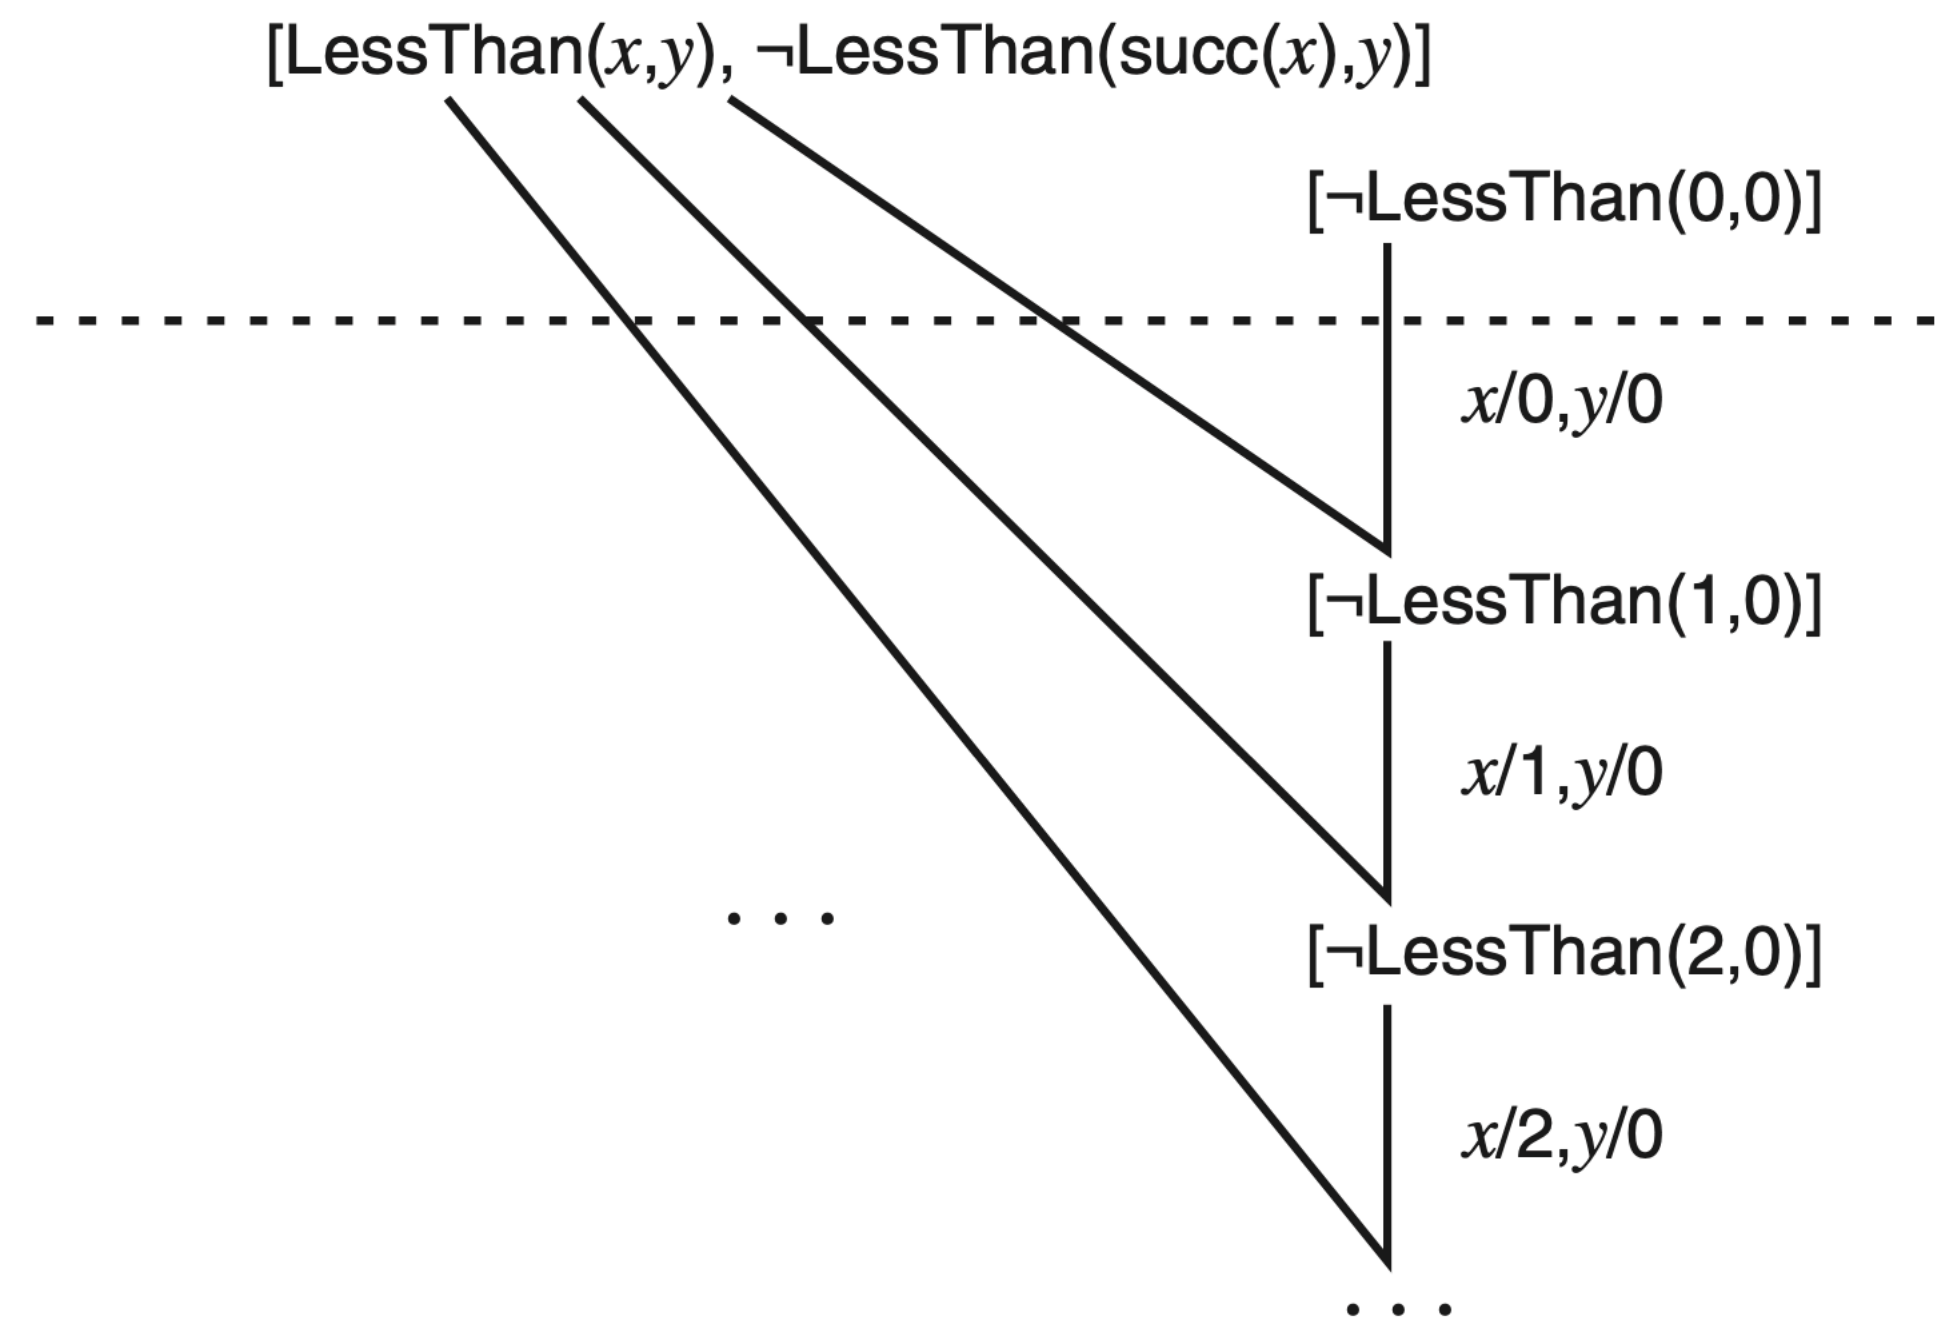 [LessThan(x,y), ¬LessThan(succ(x),y)]
[¬LessThan(0,0)]
x/0,y/0
[¬LessThan(1,0)]
x/1,y/0
. . .
[¬LessThan(2,0)]
x/2,y/0
. . .